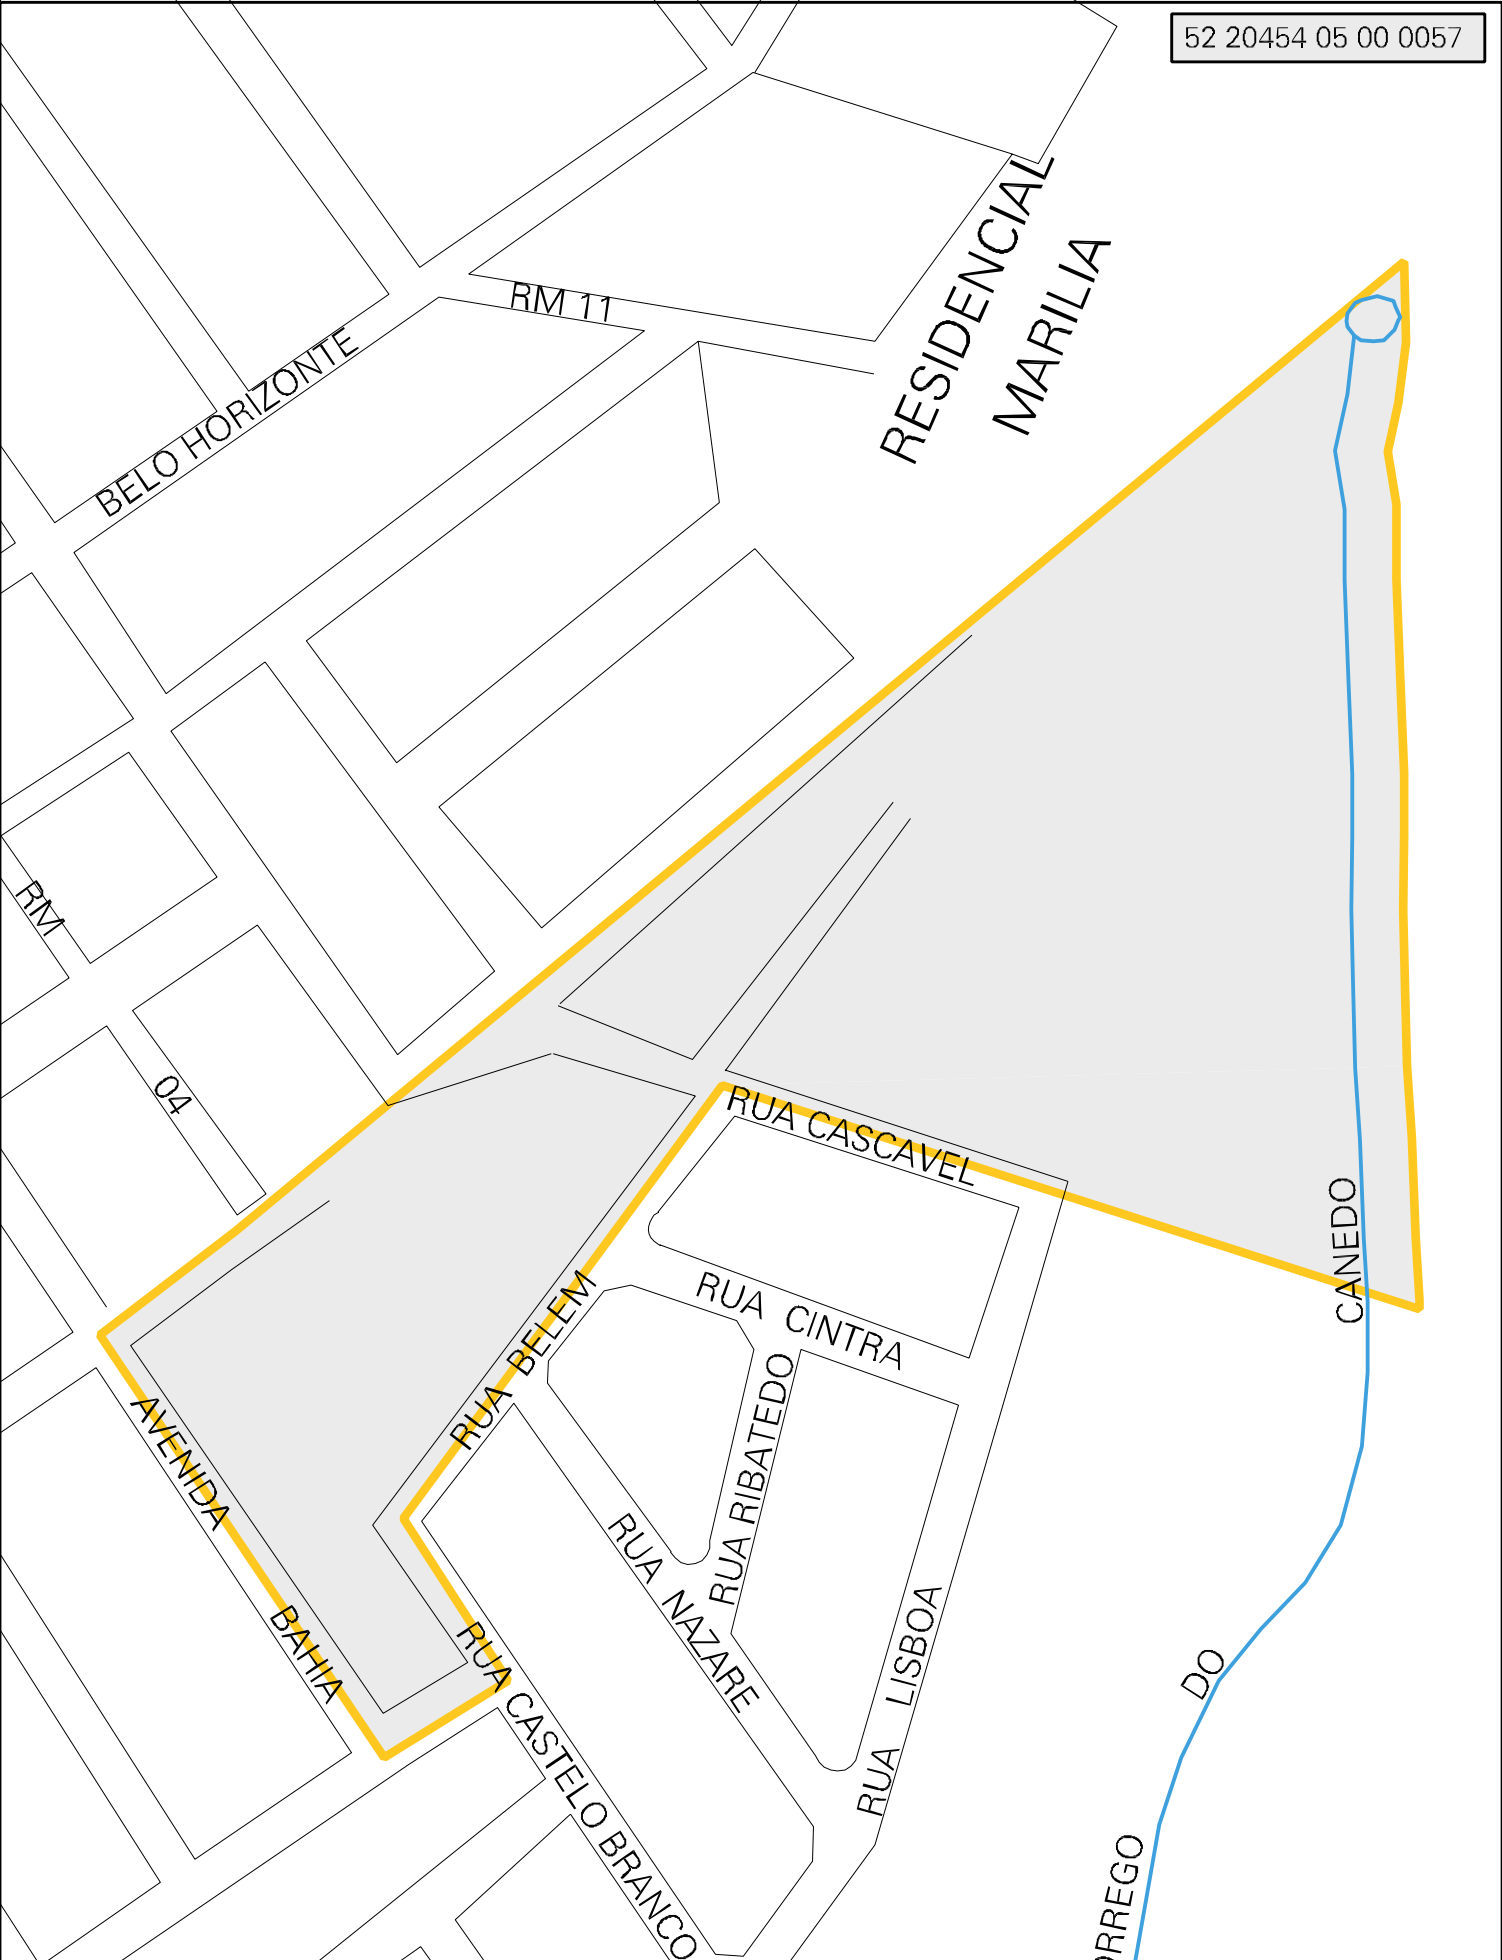 52 20454 05 00 0057
RESIDENCIAL
MARILIA
RM 11
BELO HORIZONTE
RM
04
RUA CASCAVEL
CANEDO
RUA CINTRA
RUA BELEM
RUA RIBATEDO
AVENIDA
BAHIA
RUA NAZARE
RUA LISBOA
RUA CASTELO BRANCO
DO
ORREGO